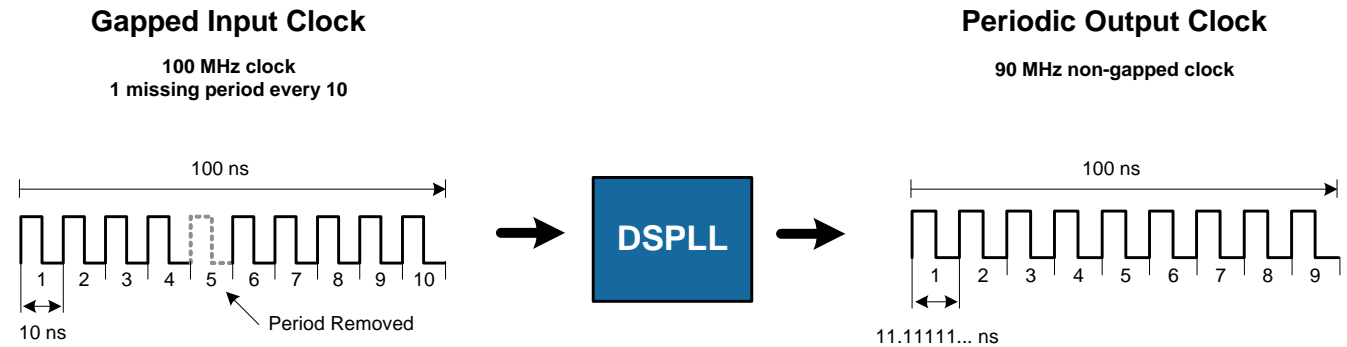 Gapped Input Clock
100 MHz clock
1 missing period every 10
100 ns
1 2 3 4 5 6 7 8 9 10
10 ns
Period Removed
DSPLL
Periodic Output Clock
90 MHz non-gapped clock
100 ns
1 2 3 4 5 6 7 8 9
11.11111... ns